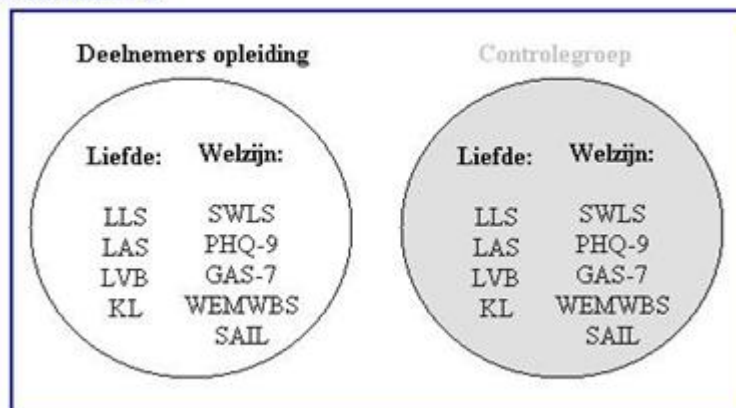 Deelnemers opleiding
Liefde: Welzijn:
LLS SWLS
LAS PHQ-9
LVB GAS-7
KL WEMWBS
SAIL
Controlegroep
Liefde: Welzijn:
LLS SWLS
LAS PHQ-9
LVB GAS-7
KL WEMWBS
SAIL